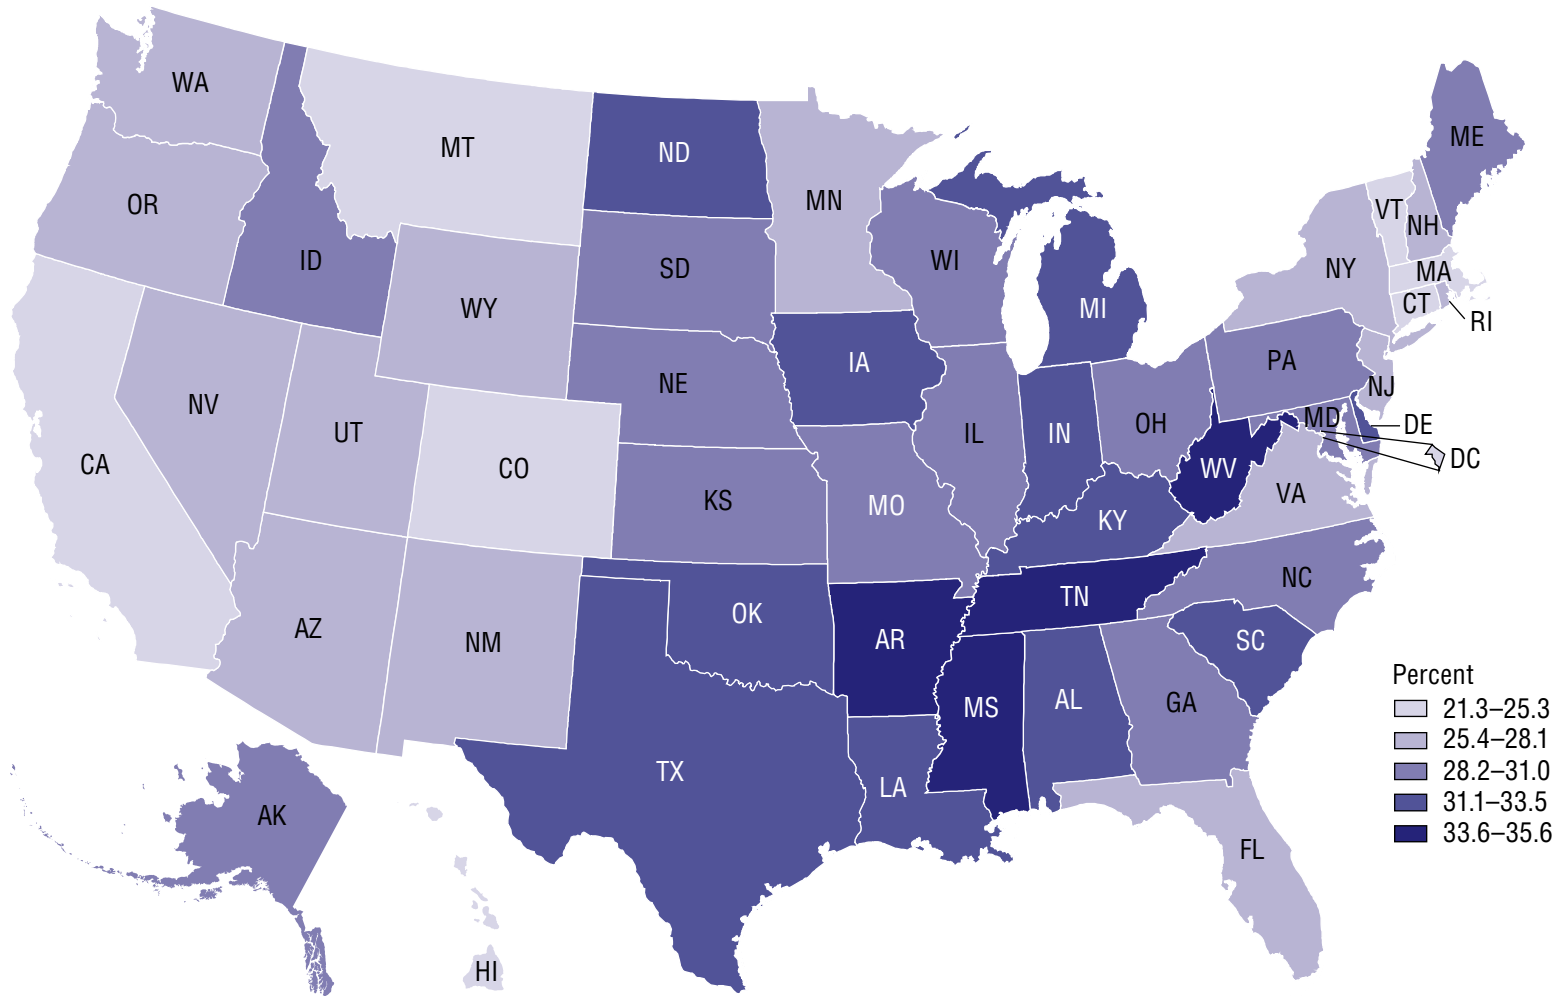 WA
MT
ND
ME
OR
MN
VT
NH
ID
SD
WI
NY
MA
WY
MI
CT
RI
IA
PA
NE
NJ
NV
UT
IL
IN
OH
MD
DE
CA
CO
WV
DC
KS
MO
KY
VA
NC
TN
AZ
NM
OK
AR
SC
MS
AL
GA
TX
LA
AK
FL
HI
Percent
21.3–25.3
25.4–28.1
28.2–31.0
31.1–33.5
33.6–35.6